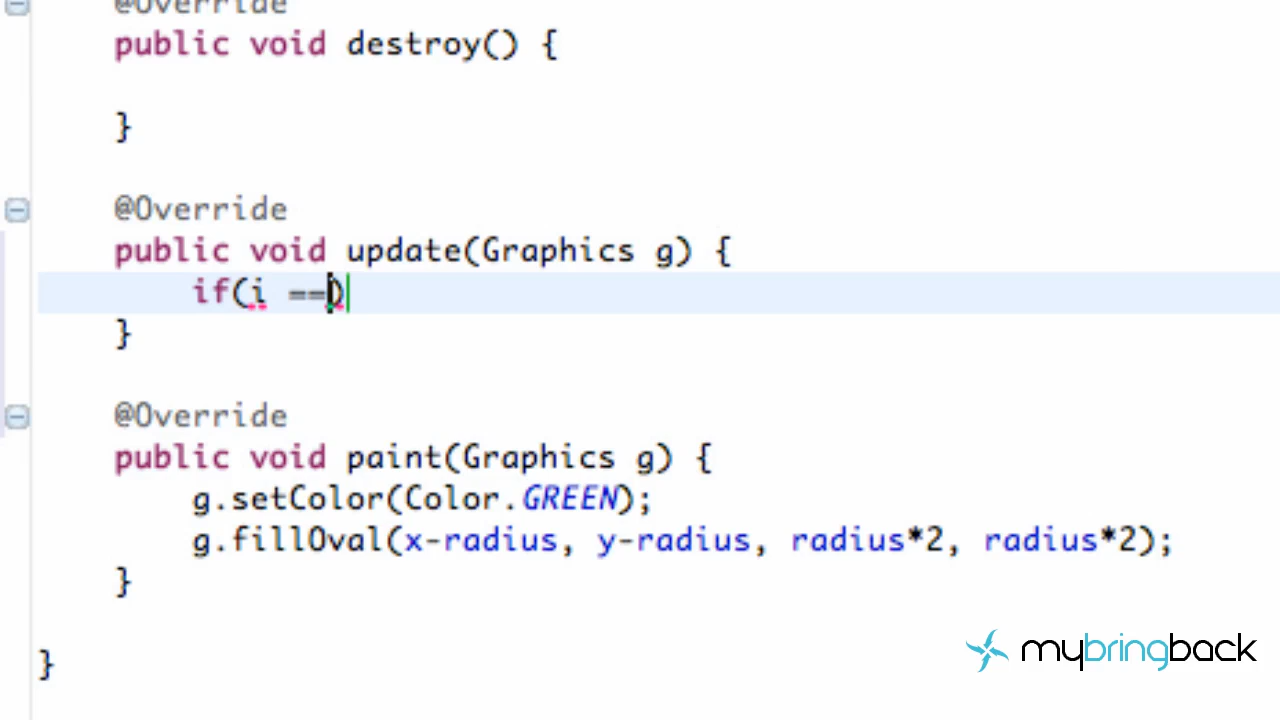 @Override
public void destroy() {
}
@Override
public void update(Graphics g) {
if(i ==)
}
@Override
public void paint(Graphics g) {
g.setColor(Color.GREEN);
g.fillOval(x-radius, y-radius, radius*2, radius*2);
}
}
mybringback